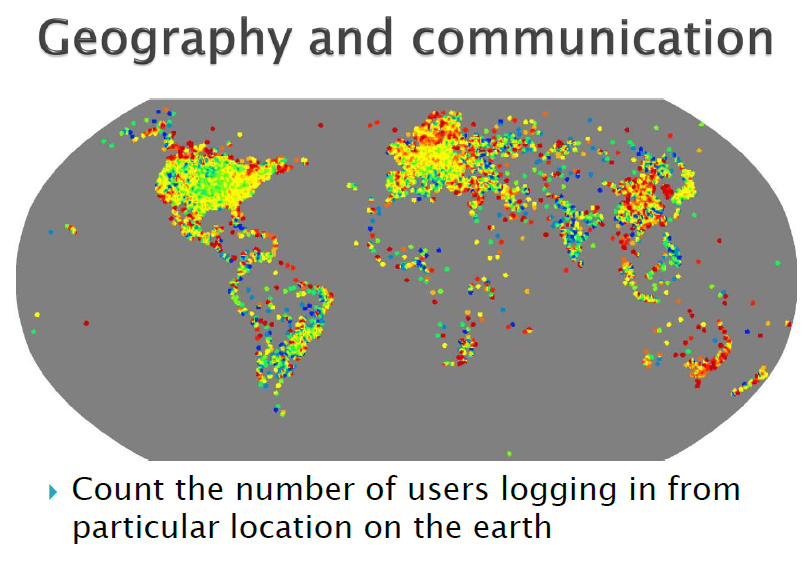 Geography and communication
Count the number of users logging in from
particular location on the earth